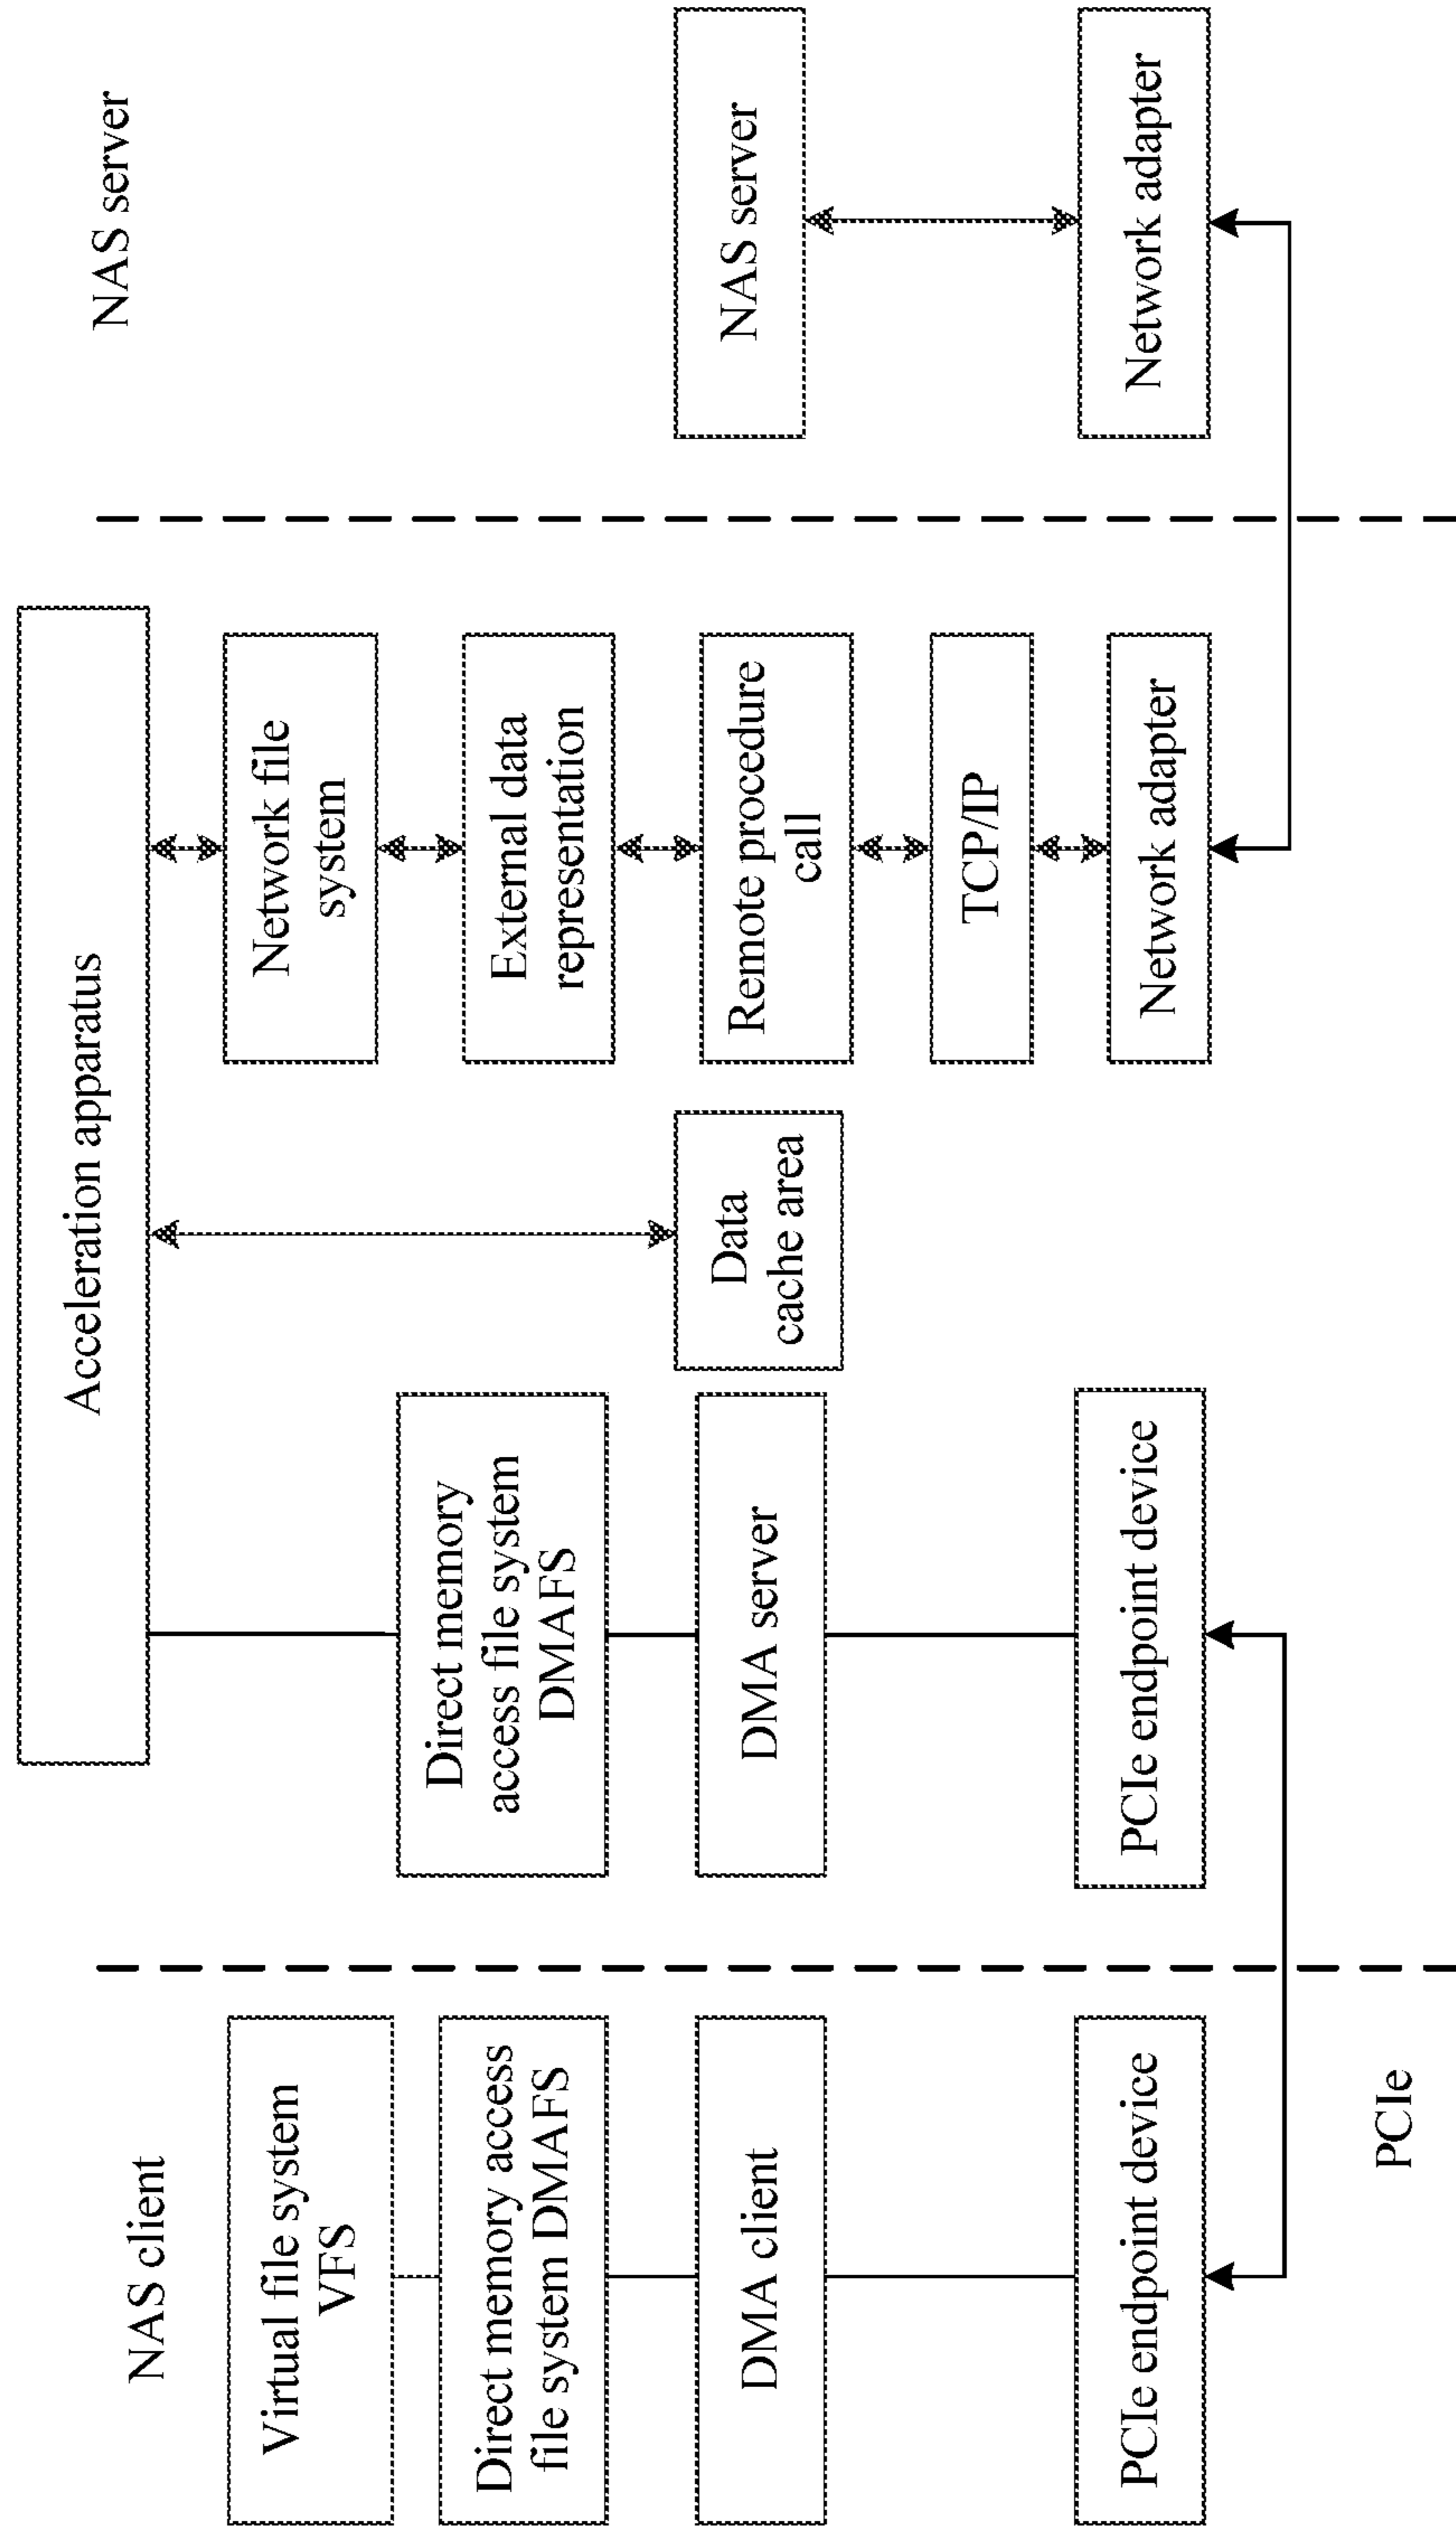 NAS client
Virtual file system
VFS
Direct memory access
file system DMAFS
DMA client
PCIe endpoint device
PCIe
Acceleration apparatus
Direct memory
access file system
DMAFS
DMA server
PCIe endpoint device
Data
cache area
Network file
system
External data
representation
Remote procedure
call
TCP/IP
Network adapter
NAS server
NAS server
Network adapter